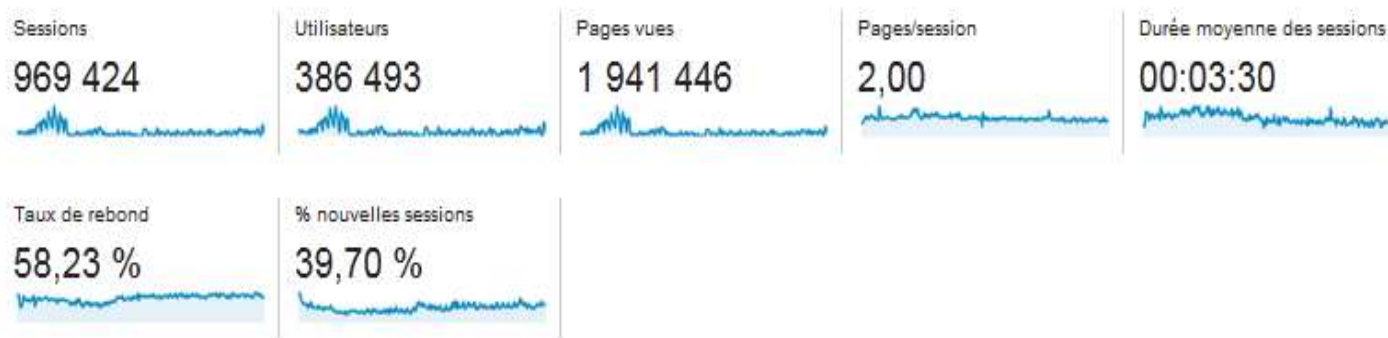 Sessions
969 424
Utilisateurs
386 493
Pages vues
1 941 446
Pages/session
2,00
Durée moyenne des sessions
00:03:30
Taux de rebond
58,23 %
% nouvelles sessions
39,70 %